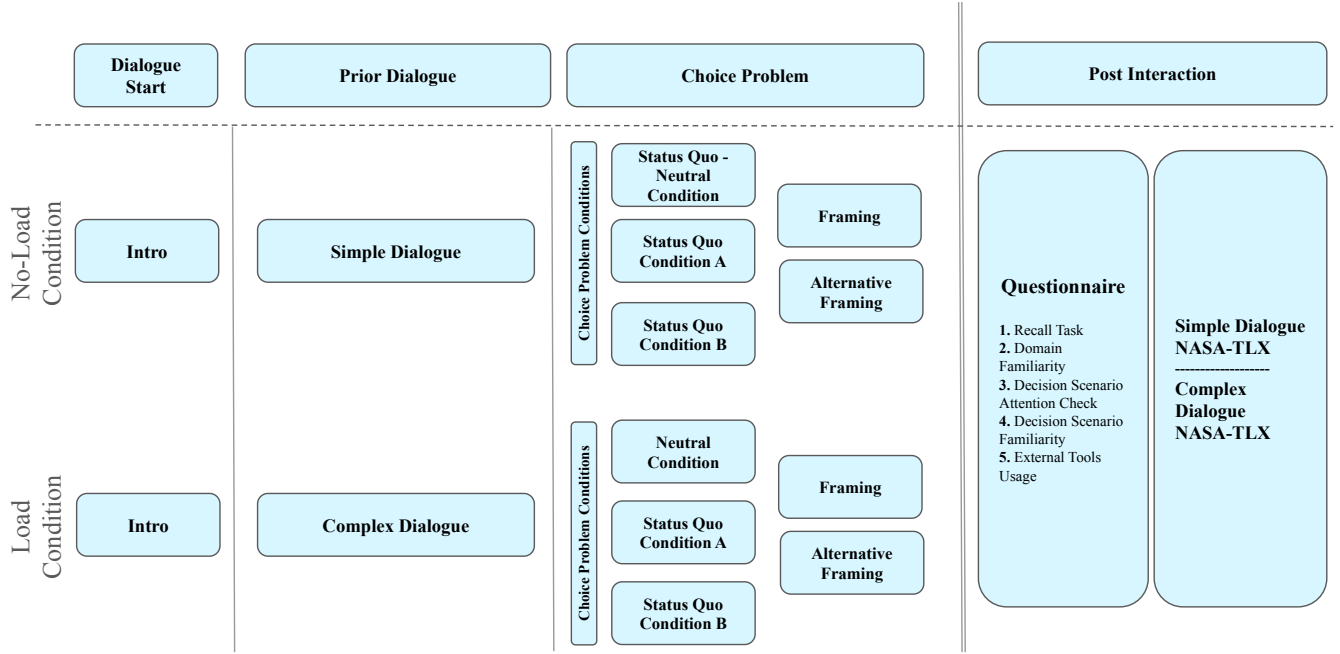 Dialogue
Start
Prior Dialogue
Choice Problem
Post Interaction
No-Load
Condition
Intro
Simple Dialogue
Choice Problem Conditions
Status Quo -
Neutral
Condition
Status Quo
Condition A
Status Quo
Condition B
Framing
Alternative
Framing
Load
Condition
Intro
Complex Dialogue
Choice Problem Conditions
Neutral
Condition
Status Quo
Condition A
Status Quo
Condition B
Framing
Alternative
Framing
Questionnaire
1. Recall Task
2. Domain
Familiarity
3. Decision Scenario
Attention Check
4. Decision Scenario
Familiarity
5. External Tools
Usage
Simple Dialogue
NASA-TLX
-------------------
Complex
Dialogue
NASA-TLX